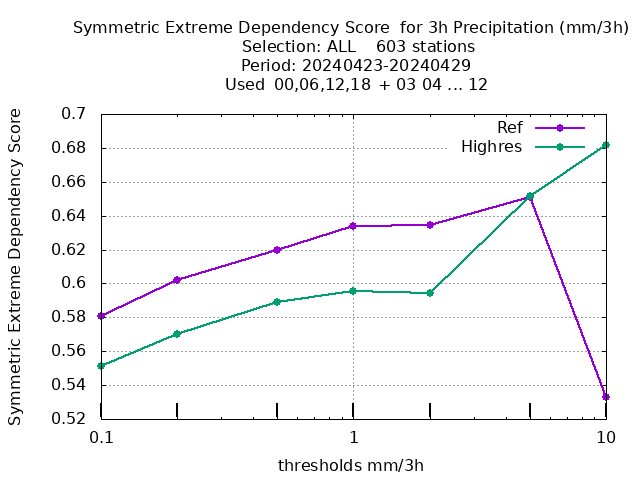 Symmetric Extreme Dependency Score  for 3h Precipitation (mm/3h)
Selection: ALL    603 stations
Period: 20240423-20240429
Used  00,06,12,18  + 03 04 ... 12
Ref
Highres
Symmetric Extreme Dependency Score
0.7
0.68
0.66
0.64
0.62
0.6
0.58
0.56
0.54
0.52
0.1
1
10
thresholds mm/3h